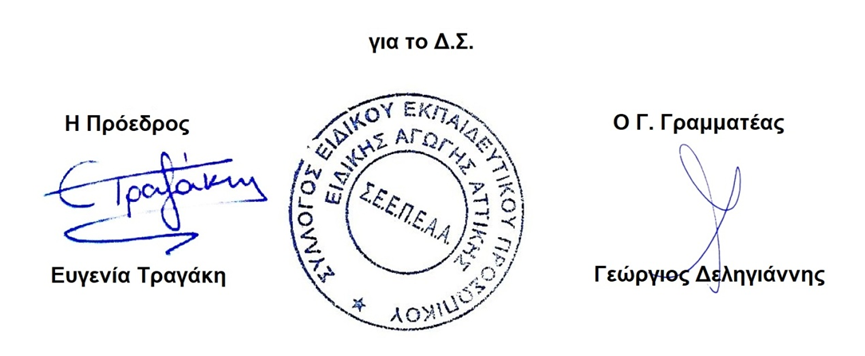 για το Δ.Σ.
Η Πρόεδρος
Ο Γ. Γραμματέας
Ε Τραγάκη
ΣΥΛΛΟΓΟΣ ΕΙΔΙΚΟΥ ΕΚΠΑΙΔΕΥΤΙΚΟΥ ΠΡΟΣΩΠΙΚΟΥ
ΕΙΔΙΚΗΣ ΑΓΩΓΗΣ ΑΤΤΙΚΗΣ
Σ.Ε.Ε.Π.Ε.Α.Α.
Ευγενία Τραγάκη
Γεώργιος Δεληγιάννης